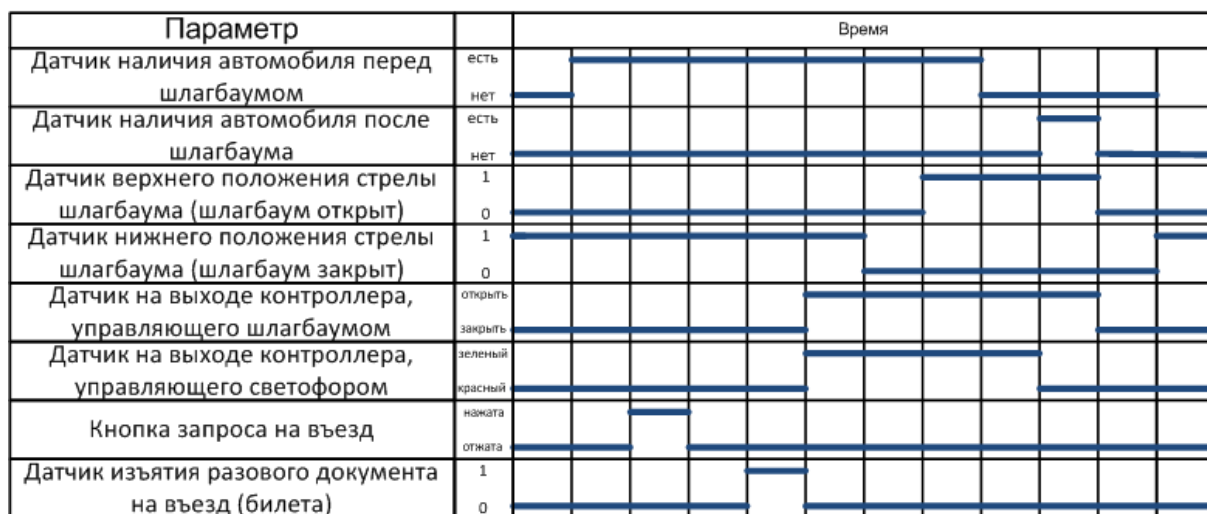 Параметр
Время
Датчик наличия автомобиля перед
шлагбаумом
есть
нет
Датчик наличия автомобиля после
шлагбаума
есть
нет
Датчик верхнего положения стрелы
шлагбаума (шлагбаум открыт)
1
0
Датчик нижнего положения стрелы
шлагбаума (шлагбаум закрыт)
1
0
Датчик на выходе контроллера,
управляющего шлагбаумом
открыть
закрыть
Датчик на выходе контроллера,
управляющего светофором
зеленый
красный
Кнопка запроса на въезд
нажата
отжата
Датчик изъятия разового документа
на въезд (билета)
1
0